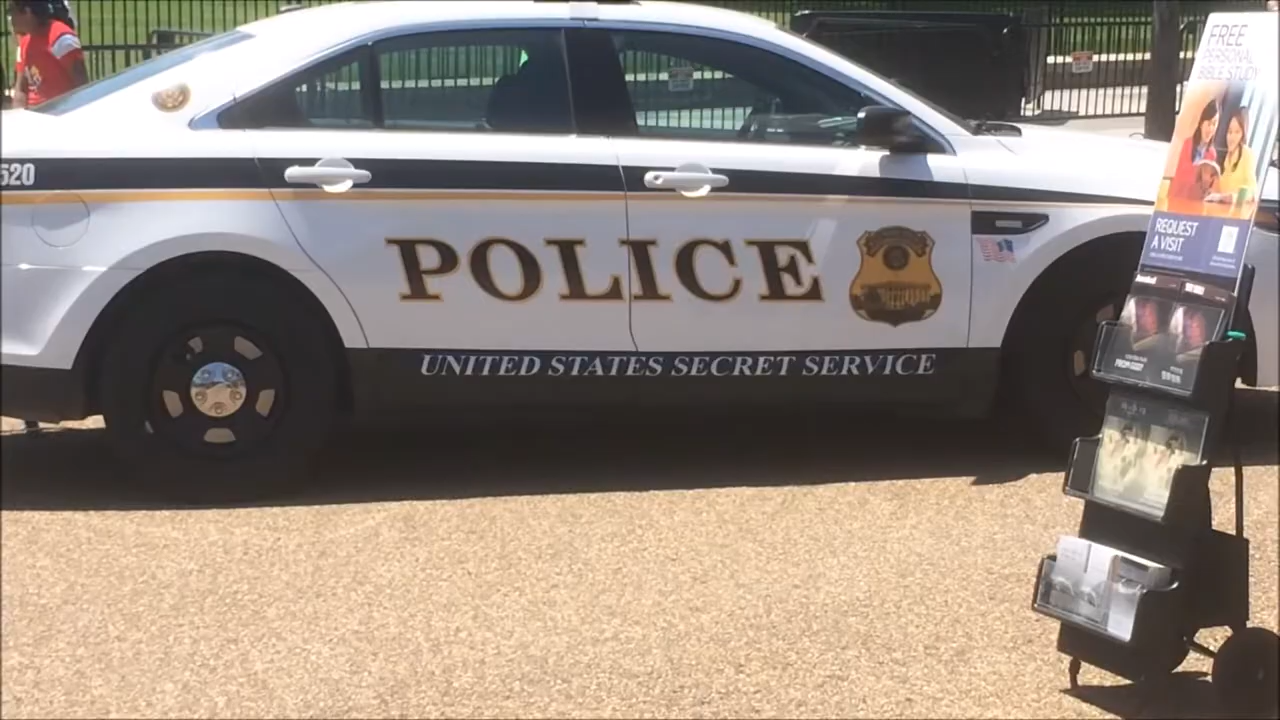 520
POLICE
UNITED STATES SECRET SERVICE
FREE
PERSONAL
BIBLE STUDY
REQUEST
A VISIT